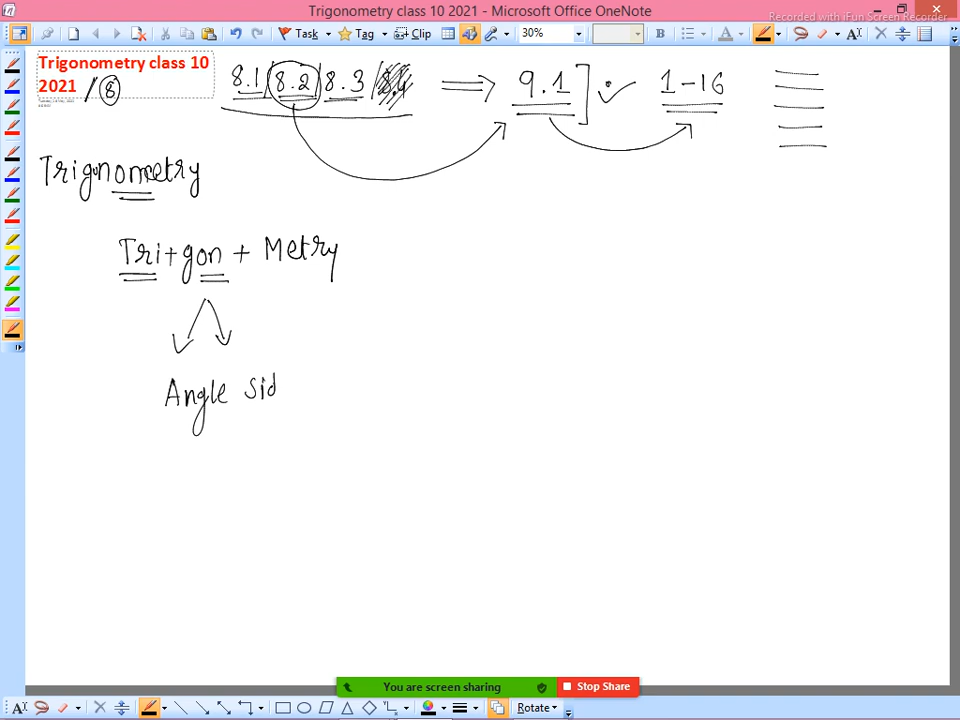 Trigonometry class 10 2021 - Microsoft Office OneNote
Recorded with iFun Screen Recorder
Task Tag Clip 30% B A
Trigonometry class 10
2021 / 8
8.1 / 8.2 / 8.3 / 8.4 ⟹ 9.1 ] ✓ 1-16
Trigonometry
Tri+gon + Metry
Angle Sid
You are screen sharing Stop Share
Rotate